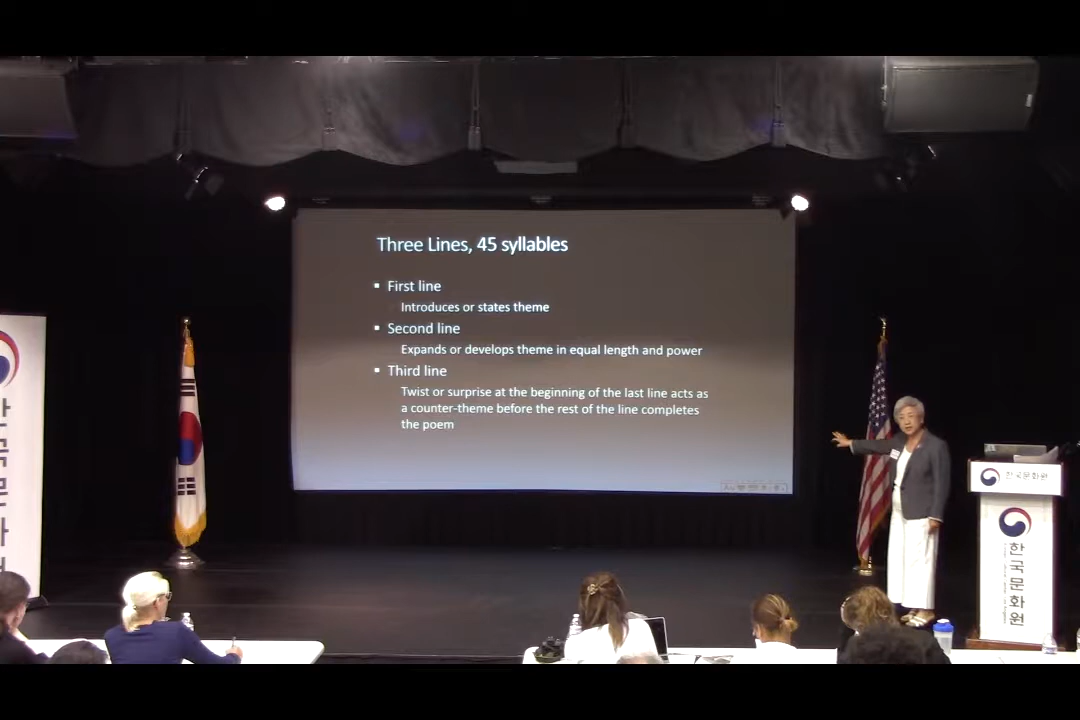 Three Lines, 45 syllables
▪ First line
Introduces or states theme
▪ Second line
Expands or develops theme in equal length and power
▪ Third line
Twist or surprise at the beginning of the last line acts as
a counter-theme before the rest of the line completes
the poem
한국문화원
한국문화원